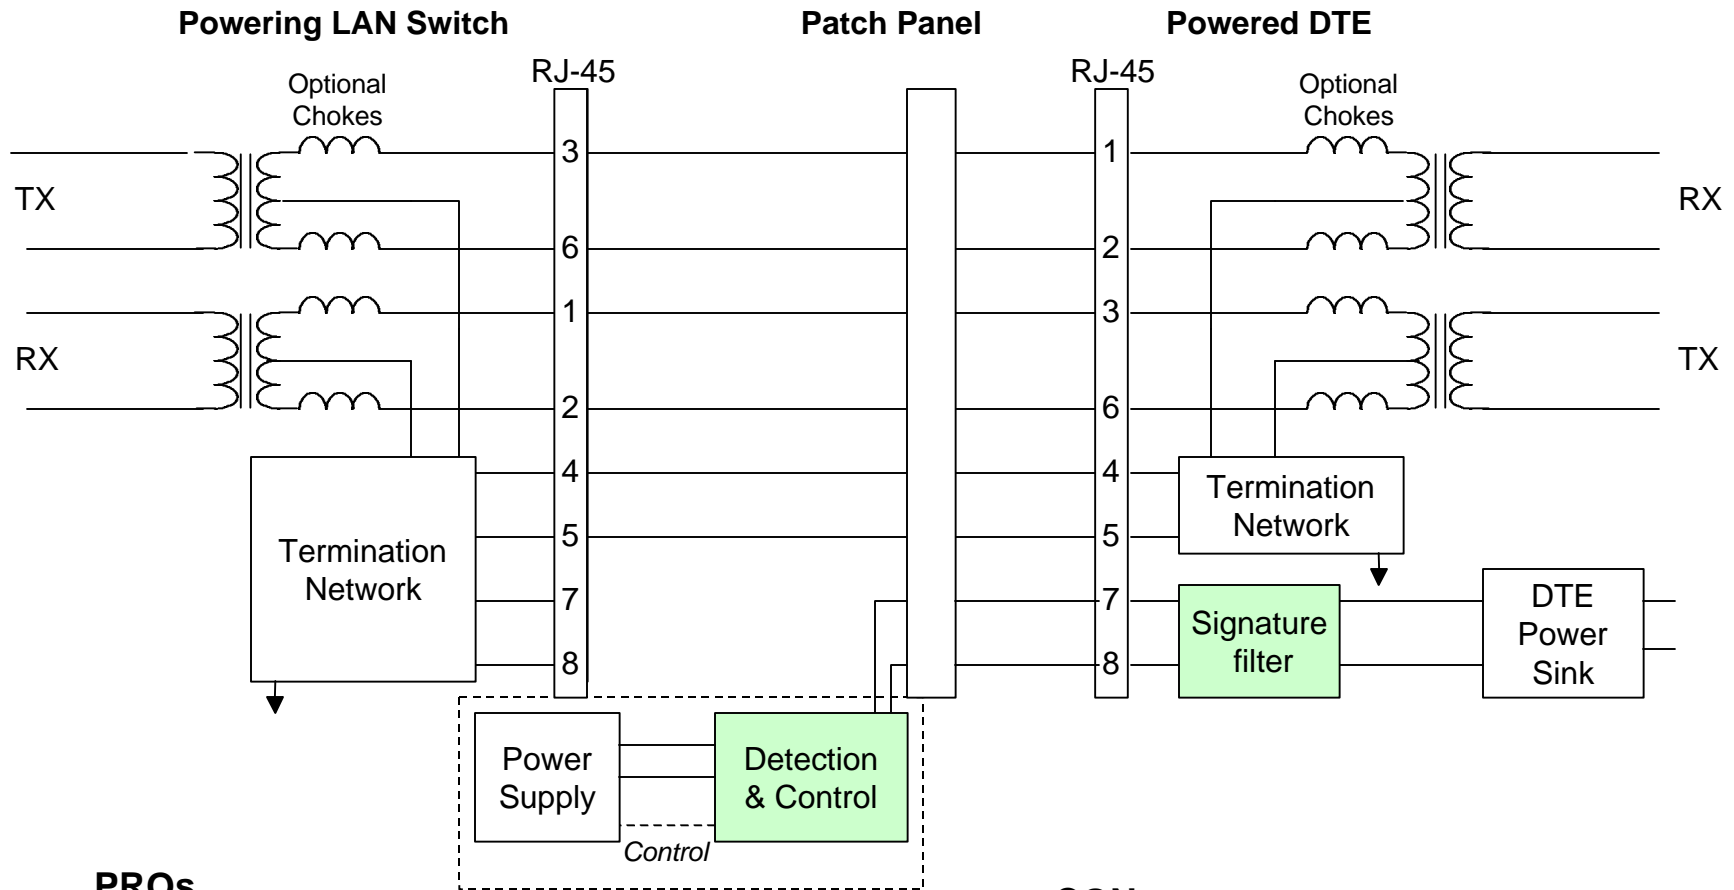 Powering LAN Switch
Patch Panel
Powered DTE
RJ-45
RJ-45
Optional
Chokes
Optional
Chokes
TX
RX
3
6
1
2
4
5
7
8
1
2
3
6
4
5
7
8
RX
TX
Termination
Network
Termination
Network
Signature
filter
DTE
Power
Sink
Power
Supply
Detection
& Control
Control
PROs